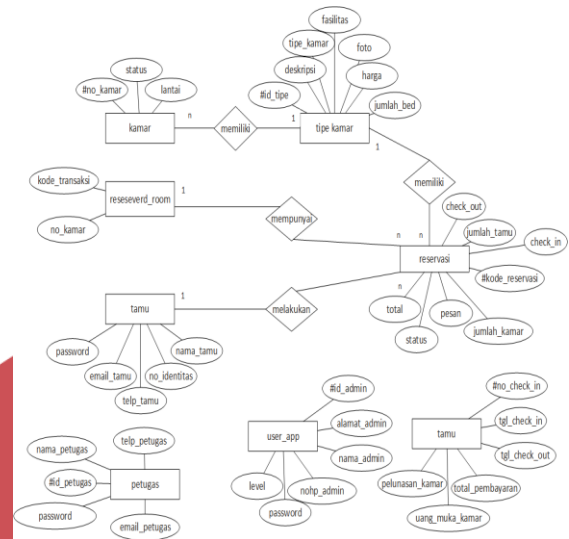 fasilitas
tipe_kamar
foto
deskripsi
harga
#id_tipe
jumlah_bed
status
#no_kamar
lantai
kamar
n
memiliki
1
tipe kamar
1
memiliki
kode_transaksi
reseseverd_room
1
no_kamar
mempunyai
n
n
check_out
jumlah_tamu
check_in
reservasi
#kode_reservasi
n
total
pesan
status
jumlah_kamar
tamu
1
melakukan
password
nama_tamu
email_tamu
no_identitas
telp_tamu
#id_admin
alamat_admin
user_app
nama_admin
level
nohp_admin
password
#no_check_in
tgl_check_in
tamu
tgl_check_out
pelunasan_kamar
total_pembayaran
uang_muka_kamar
telp_petugas
nama_petugas
#id_petugas
petugas
password
email_petugas